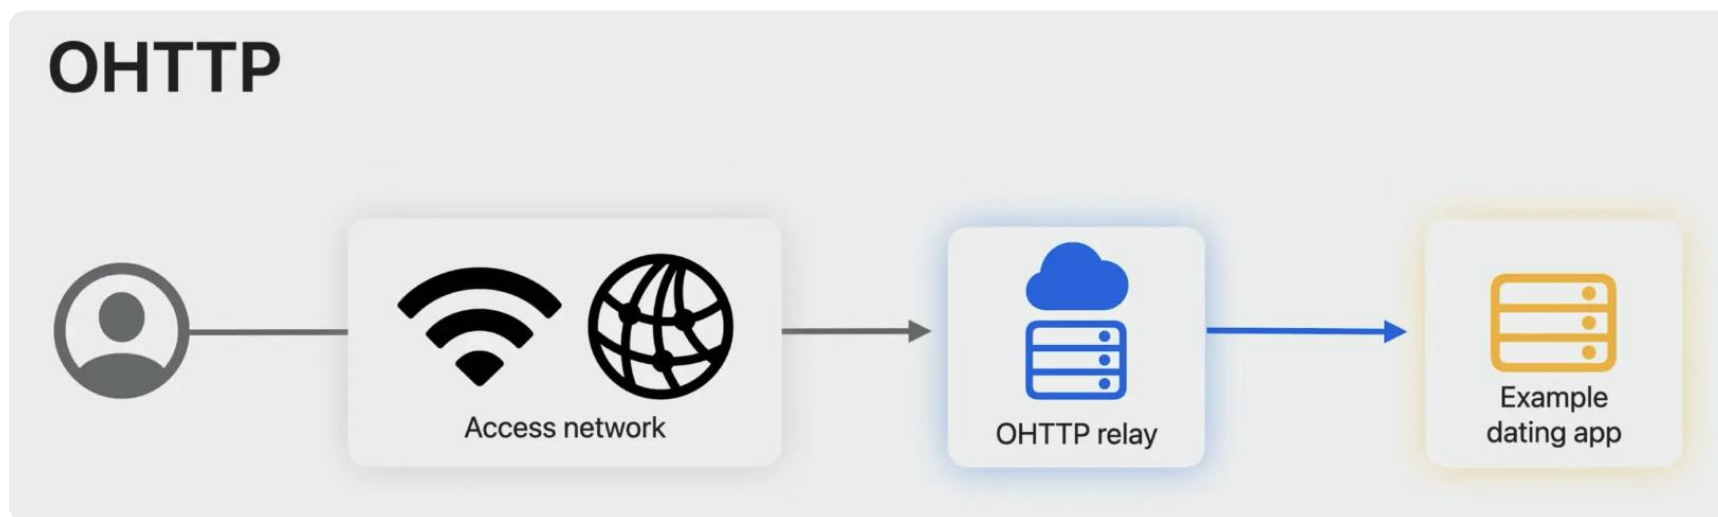 OHTTP
Access network
OHTTP relay
Example
dating app